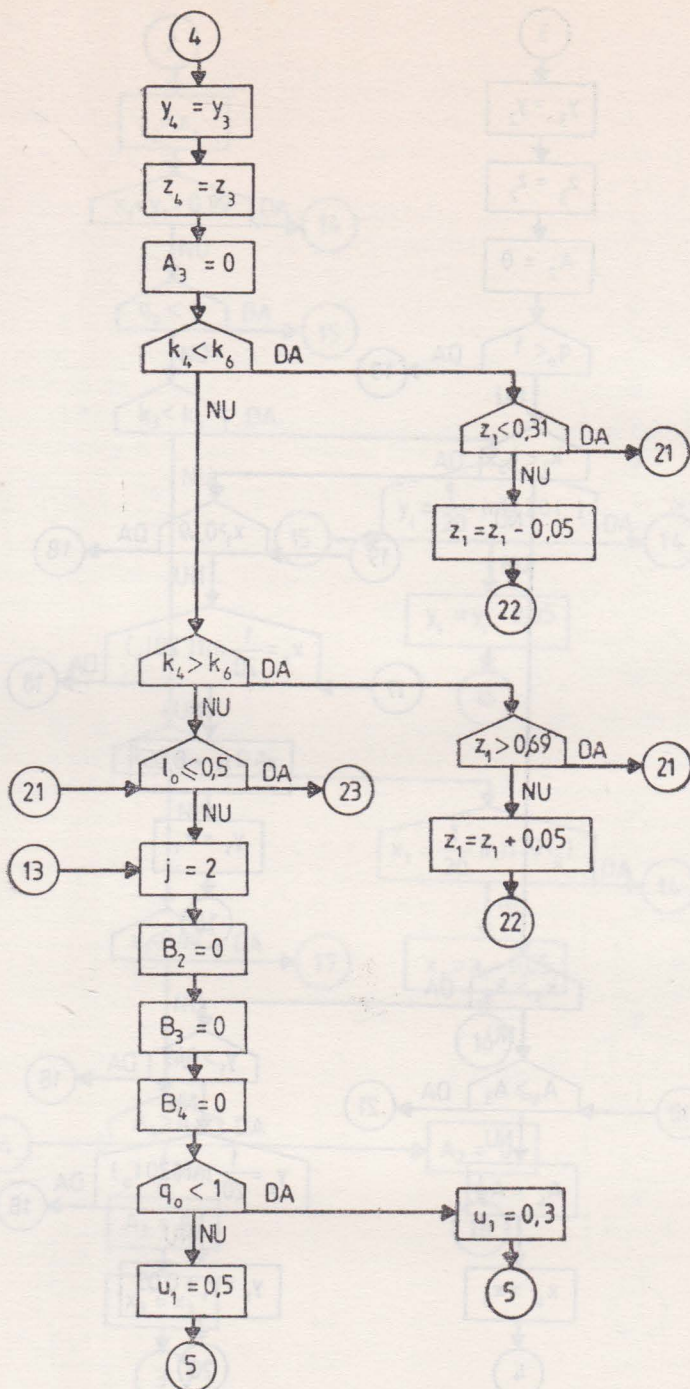 4
y₄ = y₃
z₄ = z₃
A₃ = 0
k₄ < k₆ DA
NU
z₁ < 0,31 DA
21
NU
z₁ = z₁ - 0,05
22
k₄ > k₆ DA
NU
z₁ > 0,69 DA
21
NU
z₁ = z₁ + 0,05
22
21
l₀ ≤ 0,5 DA
23
NU
13
j = 2
B₂ = 0
B₃ = 0
B₄ = 0
q₀ < 1 DA
NU
u₁ = 0,3
5
u₁ = 0,5
5